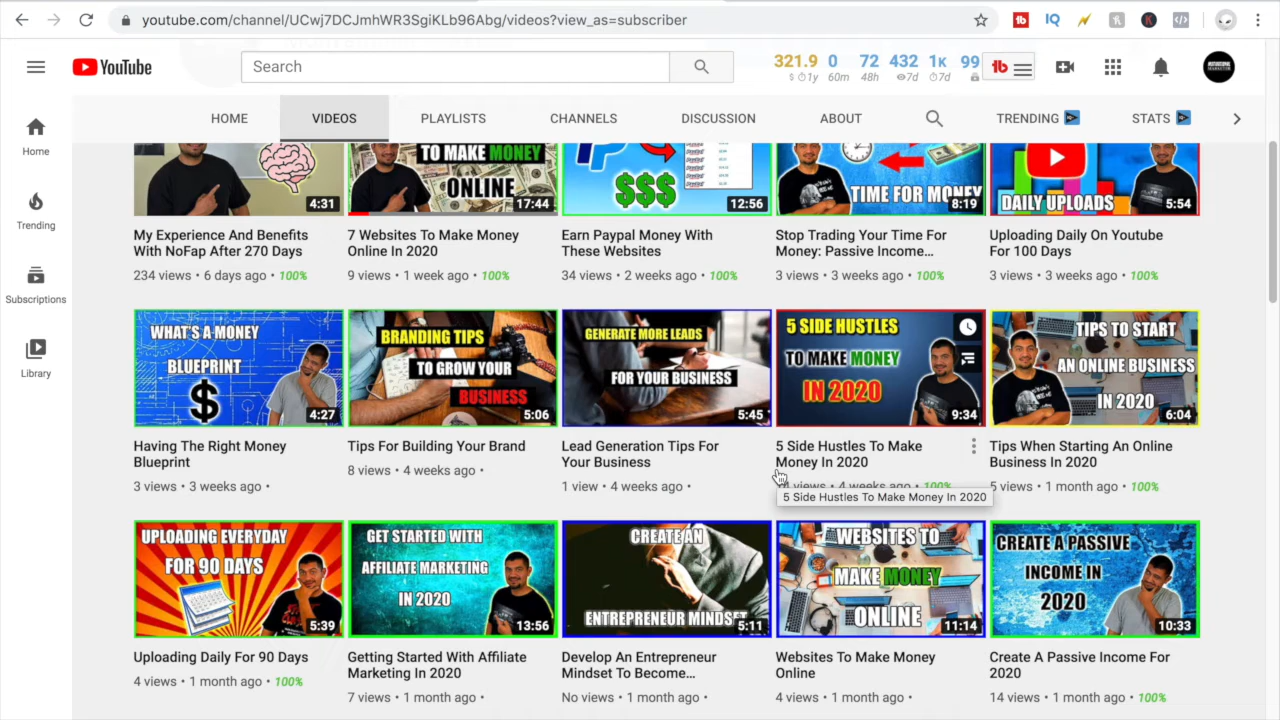 youtube.com/channel/UCwj7DCJmhWR3SgiKLb96Abg/videos?view_as=subscriber
YouTube
Search
321.9 0 72 432 1K 99
1y 60m 48h 7d 7d
HOME VIDEOS PLAYLISTS CHANNELS DISCUSSION ABOUT TRENDING STATS
Home
Trending
Subscriptions
Library
4:31
TO MAKE MONEY
ONLINE
17:44
$$$
12:56
TIME FOR MONEY
8:19
DAILY UPLOADS
5:54
My Experience And Benefits
With NoFap After 270 Days
234 views • 6 days ago • 100%
7 Websites To Make Money
Online In 2020
9 views • 1 week ago • 100%
Earn Paypal Money With
These Websites
34 views • 2 weeks ago • 100%
Stop Trading Your Time For
Money: Passive Income…
3 views • 3 weeks ago • 100%
Uploading Daily On Youtube
For 100 Days
3 views • 3 weeks ago • 100%
WHAT'S A MONEY
BLUEPRINT
$
4:27
BRANDING TIPS
TO GROW YOUR
BUSINESS
5:06
GENERATE MORE LEADS
FOR YOUR BUSINESS
5:45
5 SIDE HUSTLES
TO MAKE MONEY
IN 2020
9:34
TIPS TO START
AN ONLINE BUSINESS
IN 2020
6:04
Having The Right Money
Blueprint
3 views • 3 weeks ago •
Tips For Building Your Brand
8 views • 4 weeks ago •
Lead Generation Tips For
Your Business
1 view • 4 weeks ago •
5 Side Hustles To Make
Money In 2020
views • 4 weeks ago • 100%
5 Side Hustles To Make Money In 2020
Tips When Starting An Online
Business In 2020
5 views • 1 month ago • 100%
UPLOADING EVERYDAY
FOR 90 DAYS
5:39
GET STARTED WITH
AFFILIATE MARKETING
IN 2020
13:56
CREATE AN
ENTREPRENEUR MINDSET
5:11
WEBSITES TO
MAKE MONEY
ONLINE
11:14
CREATE A PASSIVE
INCOME IN
2020
10:33
Uploading Daily For 90 Days
4 views • 1 month ago • 100%
Getting Started With Affiliate
Marketing In 2020
7 views • 1 month ago •
Develop An Entrepreneur
Mindset To Become…
No views • 1 month ago •
Websites To Make Money
Online
4 views • 1 month ago •
Create A Passive Income For
2020
14 views • 1 month ago • 100%